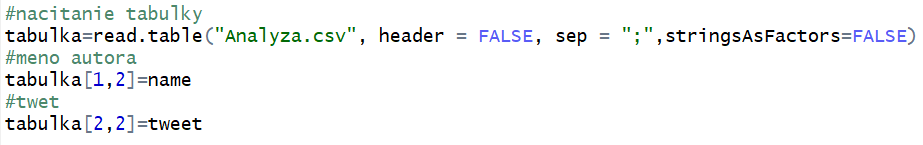 #nacitanie tabulky
tabulka=read.table("Analyza.csv", header = FALSE, sep = ";",stringsAsFactors=FALSE)
#meno autora
tabulka[1,2]=name
#twet
tabulka[2,2]=tweet